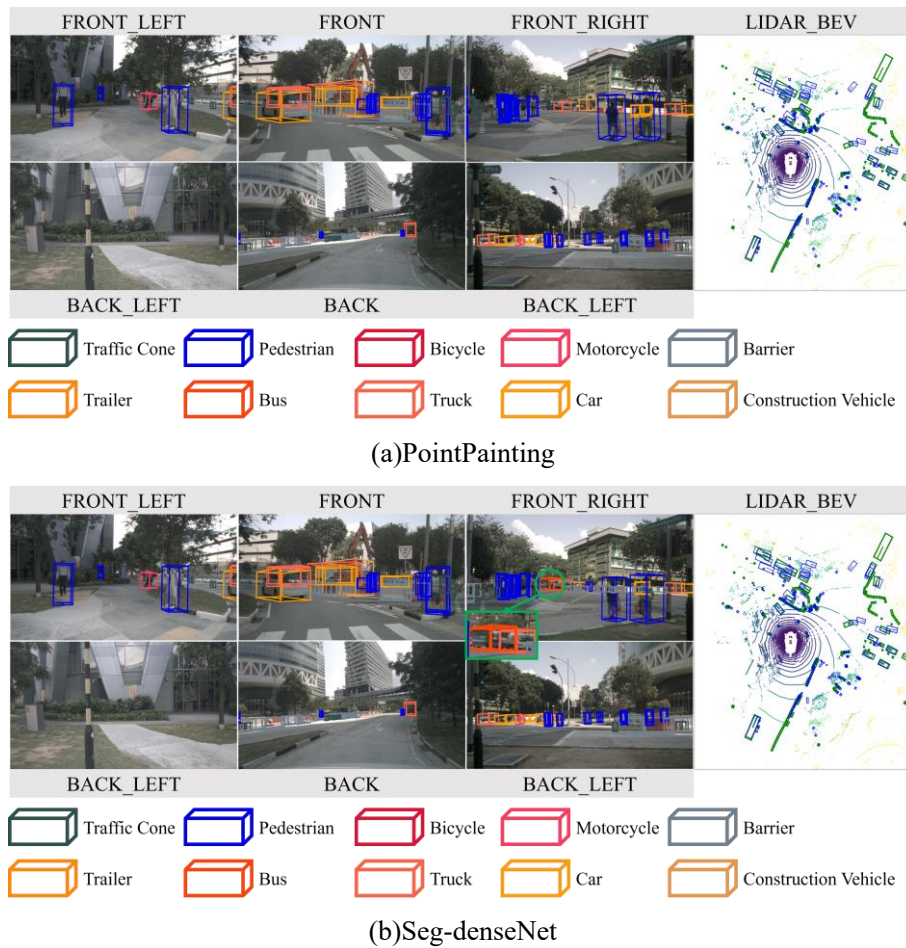 FRONT_LEFT FRONT FRONT_RIGHT LIDAR_BEV
BACK_LEFT BACK BACK_LEFT
Traffic Cone Pedestrian Bicycle Motorcycle Barrier
Trailer Bus Truck Car Construction Vehicle
(a)PointPainting
FRONT_LEFT FRONT FRONT_RIGHT LIDAR_BEV
BACK_LEFT BACK BACK_LEFT
Traffic Cone Pedestrian Bicycle Motorcycle Barrier
Trailer Bus Truck Car Construction Vehicle
(b)Seg-denseNet